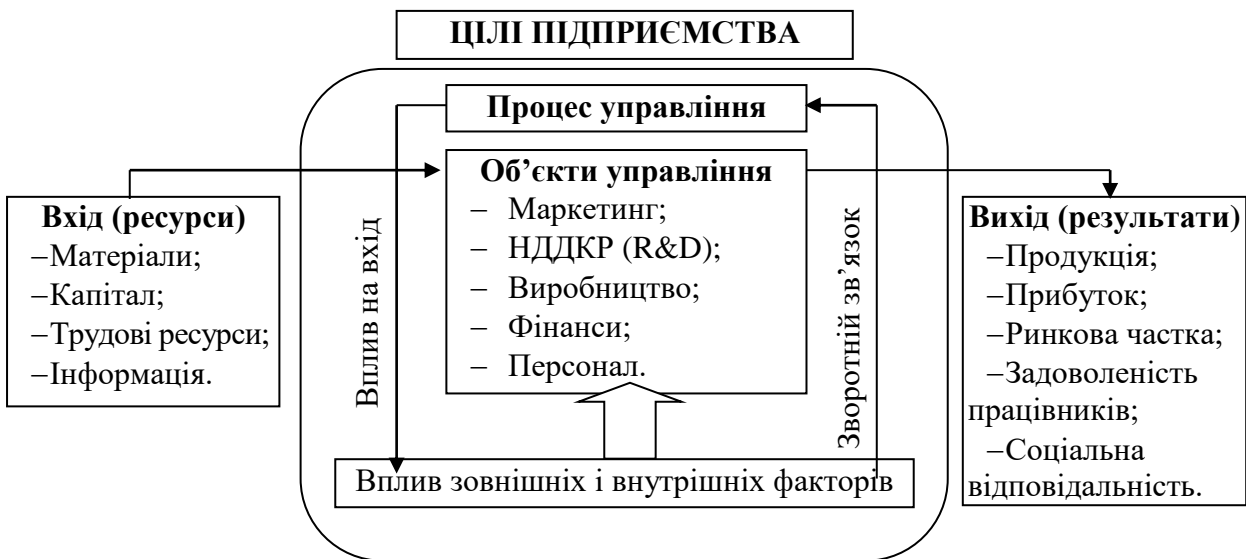 ЦІЛІ ПІДПРИЄМСТВА
Процес управління
Об’єкти управління
– Маркетинг;
– НДДКР (R&D);
– Виробництво;
– Фінанси;
– Персонал.
Вхід (ресурси)
–Матеріали;
–Капітал;
–Трудові ресурси;
–Інформація.
Вплив на вхід
Зворотній зв’язок
Вихід (результати)
–Продукція;
–Прибуток;
–Ринкова частка;
–Задоволеність
працівників;
–Соціальна
відповідальність.
Вплив зовнішніх і внутрішніх факторів